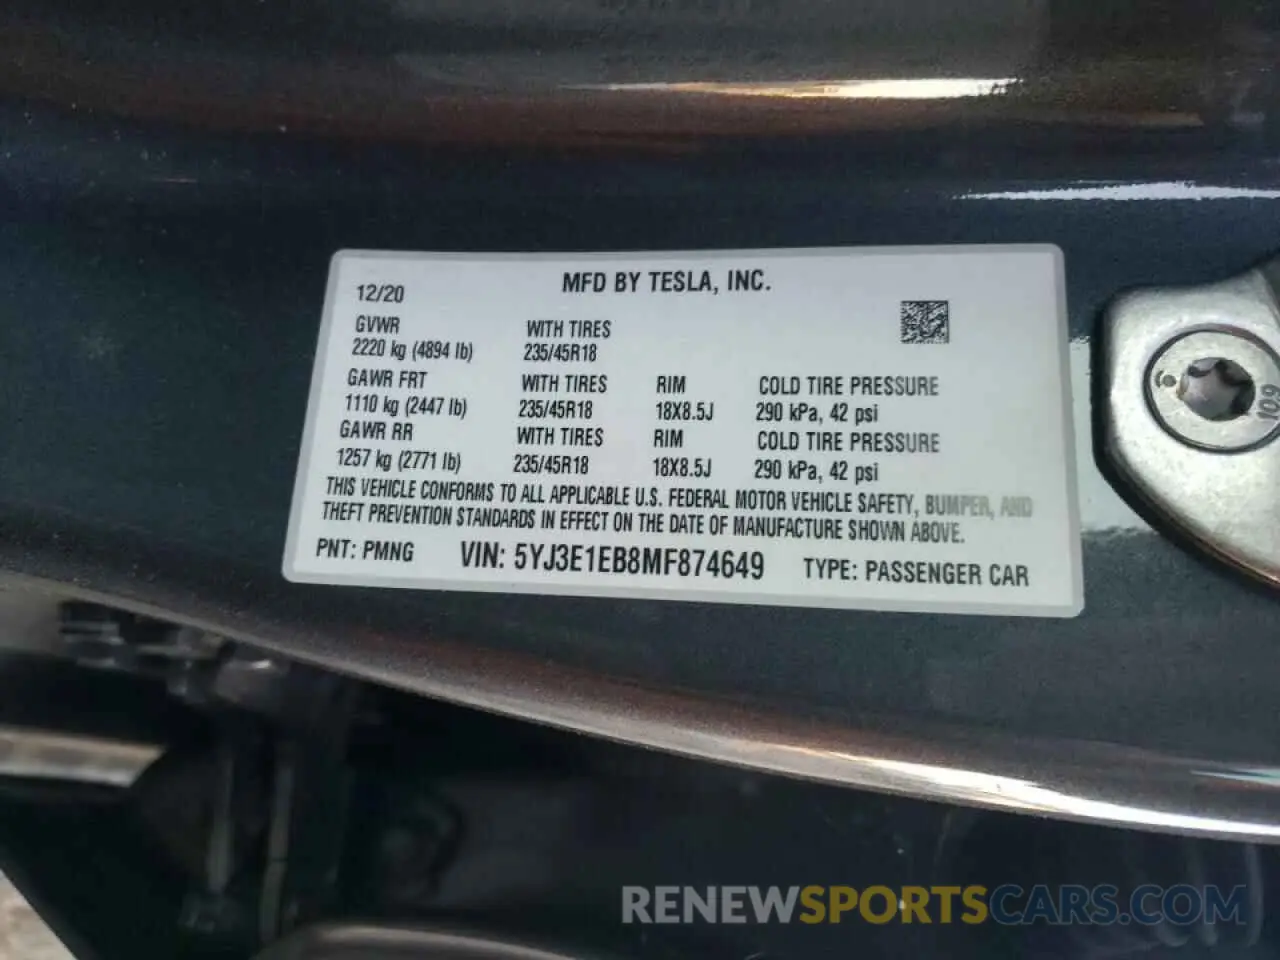 MFD BY TESLA, INC.
12/20
GVWR WITH TIRES
2220 kg (4894 lb) 235/45R18
GAWR FRT WITH TIRES RIM COLD TIRE PRESSURE
1110 kg (2447 lb) 235/45R18 18X8.5J 290 kPa, 42 psi
GAWR RR WITH TIRES RIM COLD TIRE PRESSURE
1257 kg (2771 lb) 235/45R18 18X8.5J 290 kPa, 42 psi
THIS VEHICLE CONFORMS TO ALL APPLICABLE U.S. FEDERAL MOTOR VEHICLE SAFETY, BUMPER, AND
THEFT PREVENTION STANDARDS IN EFFECT ON THE DATE OF MANUFACTURE SHOWN ABOVE.
PNT: PMNG VIN: 5YJ3E1EB8MF874649 TYPE: PASSENGER CAR
10.9
RENEWSPORTSCARS.COM